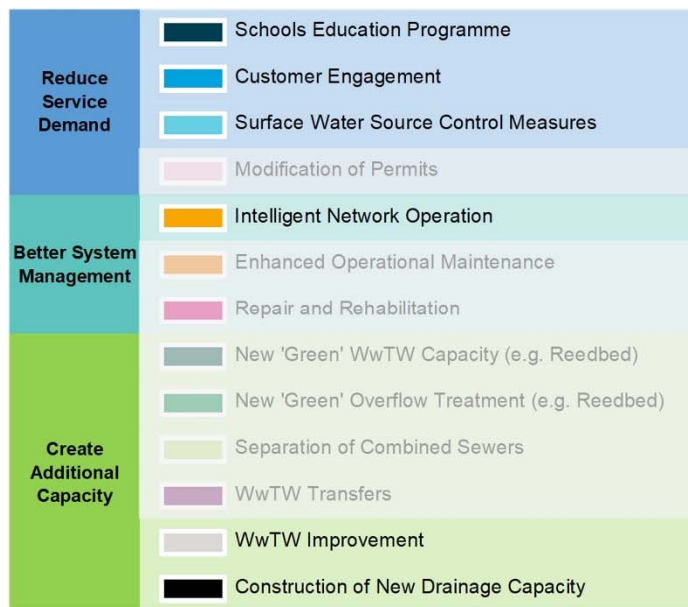 Reduce
Service
Demand
Schools Education Programme
Customer Engagement
Surface Water Source Control Measures
Modification of Permits
Better System
Management
Intelligent Network Operation
Enhanced Operational Maintenance
Repair and Rehabilitation
Create
Additional
Capacity
New 'Green' WwTW Capacity (e.g. Reedbed)
New 'Green' Overflow Treatment (e.g. Reedbed)
Separation of Combined Sewers
WwTW Transfers
WwTW Improvement
Construction of New Drainage Capacity